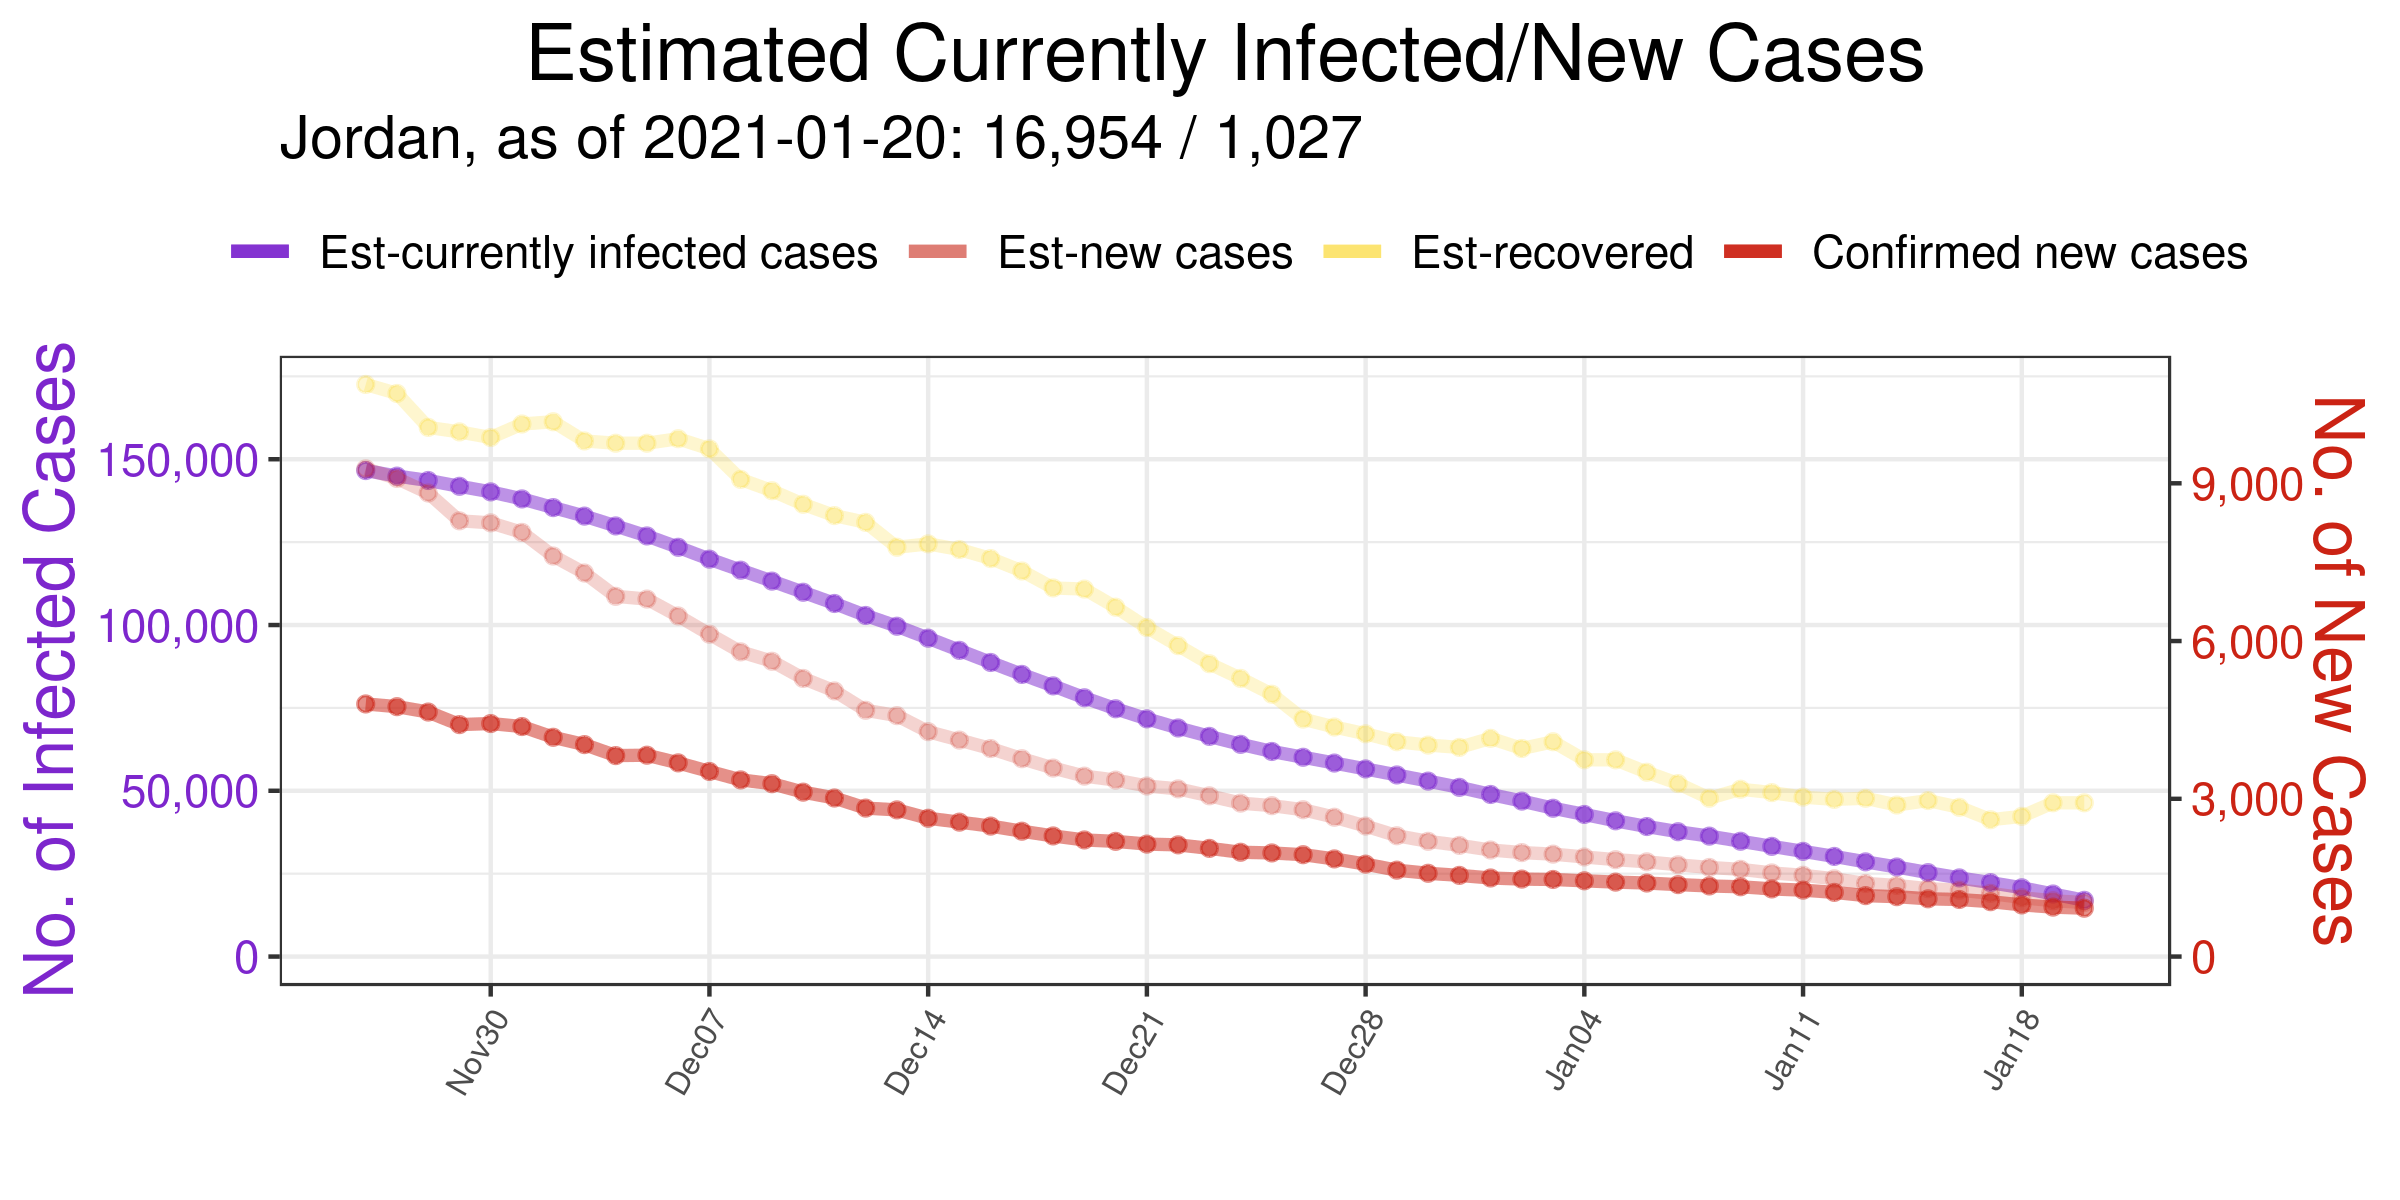 Estimated Currently Infected/New Cases
Jordan, as of 2021-01-20: 16,954 / 1,027
Est-currently infected cases Est-new cases Est-recovered Confirmed new cases
No. of Infected Cases
150,000
100,000
50,000
0
9,000
6,000
3,000
0
No. of New Cases
Nov30 Dec07 Dec14 Dec21 Dec28 Jan04 Jan11 Jan18